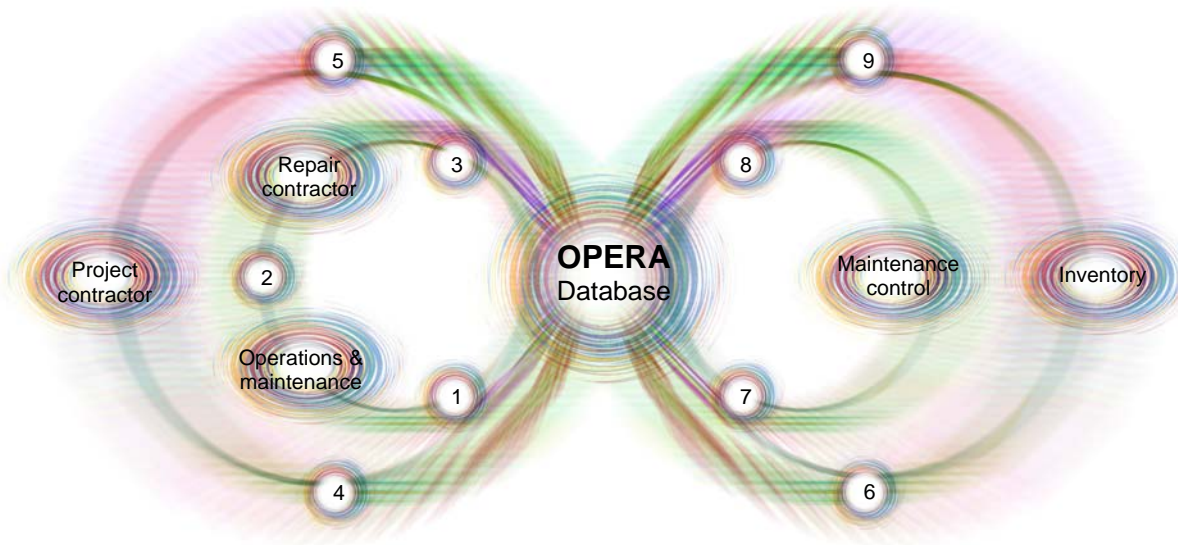 5
9
Repair
contractor
3
8
Project
contractor
2
OPERA
Database
Maintenance
control
Inventory
Operations &
maintenance
1
7
4
6